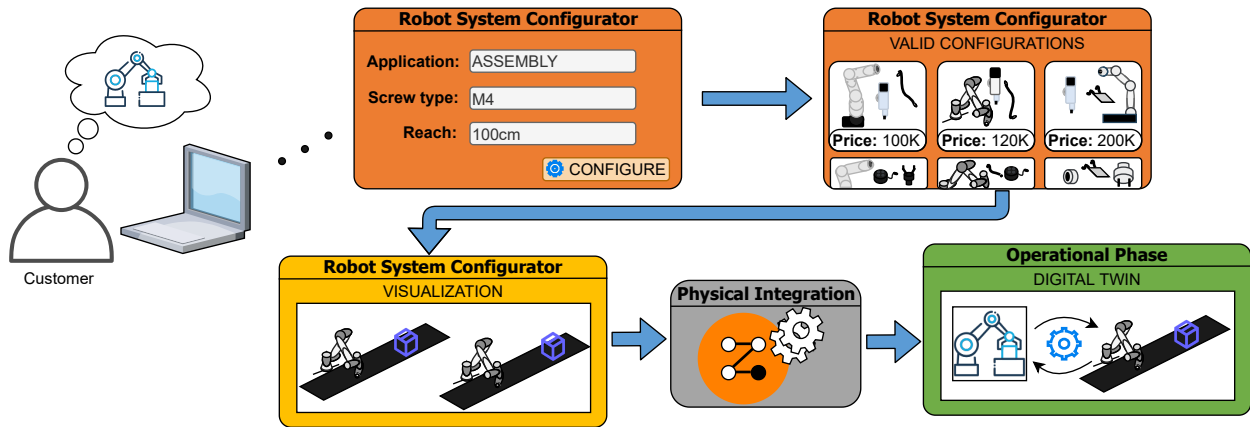 Robot System Configurator
Application: ASSEMBLY
Screw type: M4
Reach: 100cm
CONFIGURE
Robot System Configurator
VALID CONFIGURATIONS
Price: 100K
Price: 120K
Price: 200K
Customer
Robot System Configurator
VISUALIZATION
Physical Integration
Operational Phase
DIGITAL TWIN